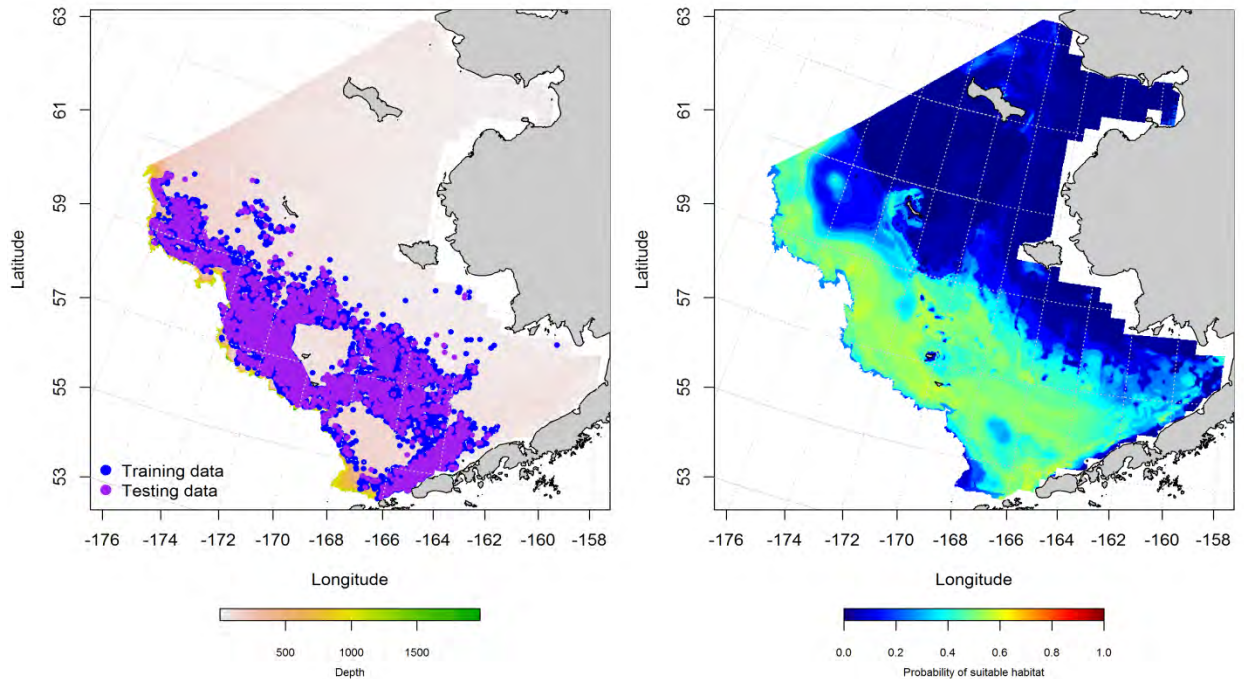 63
61
59
57
55
53
Latitude
Training data
Testing data
-176 -174 -172 -170 -168 -166 -164 -162 -160 -158
Longitude
500 1000 1500
Depth
63
61
59
57
55
53
Latitude
-176 -174 -172 -170 -168 -166 -164 -162 -160 -158
Longitude
0.0 0.2 0.4 0.6 0.8 1.0
Probability of suitable habitat